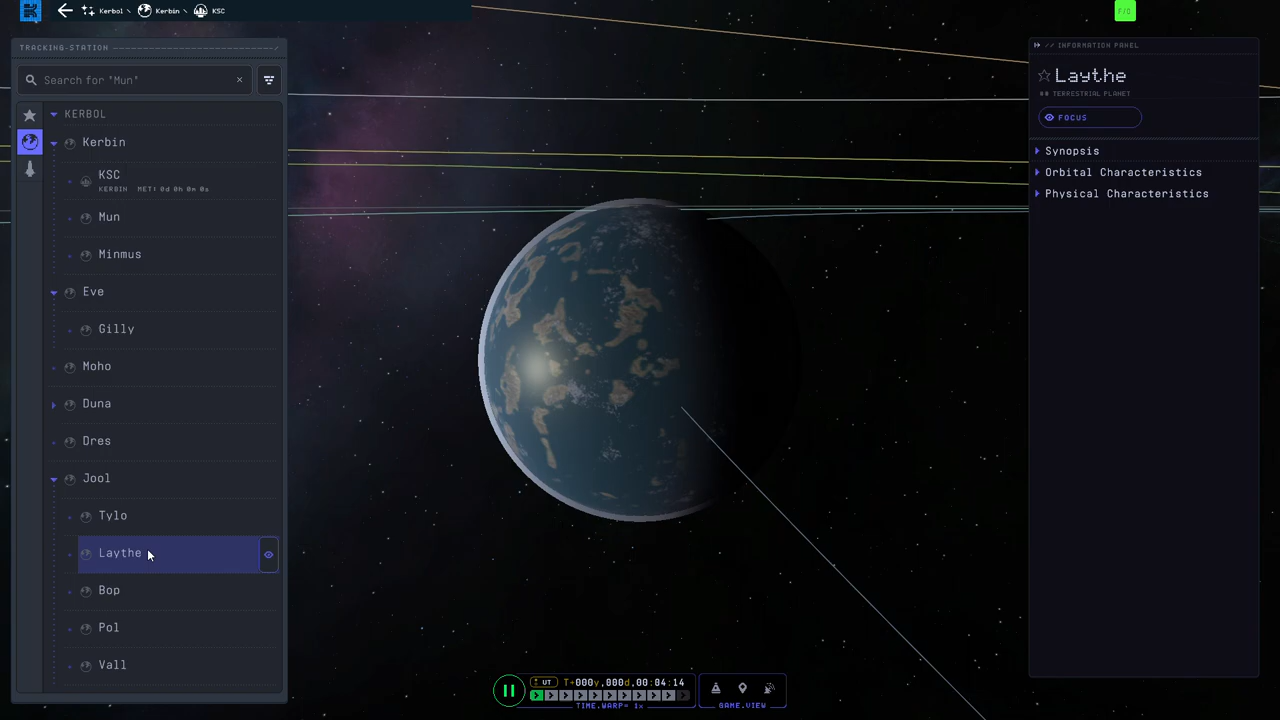 Kerbol \ Kerbin \ KSC
F/O
TRACKING-STATION
Search for "Mun"
KERBOL
Kerbin
KSC
KERBIN MET: 0d 0h 0m 0s
Mun
Minmus
Eve
Gilly
Moho
Duna
Dres
Jool
Tylo
Laythe
Bop
Pol
Vall
// INFORMATION PANEL
Laythe
TERRESTRIAL PLANET
FOCUS
Synopsis
Orbital Characteristics
Physical Characteristics
UT T+000y,000d,00:04:14
TIME.WARP= 1x
GAME.VIEW